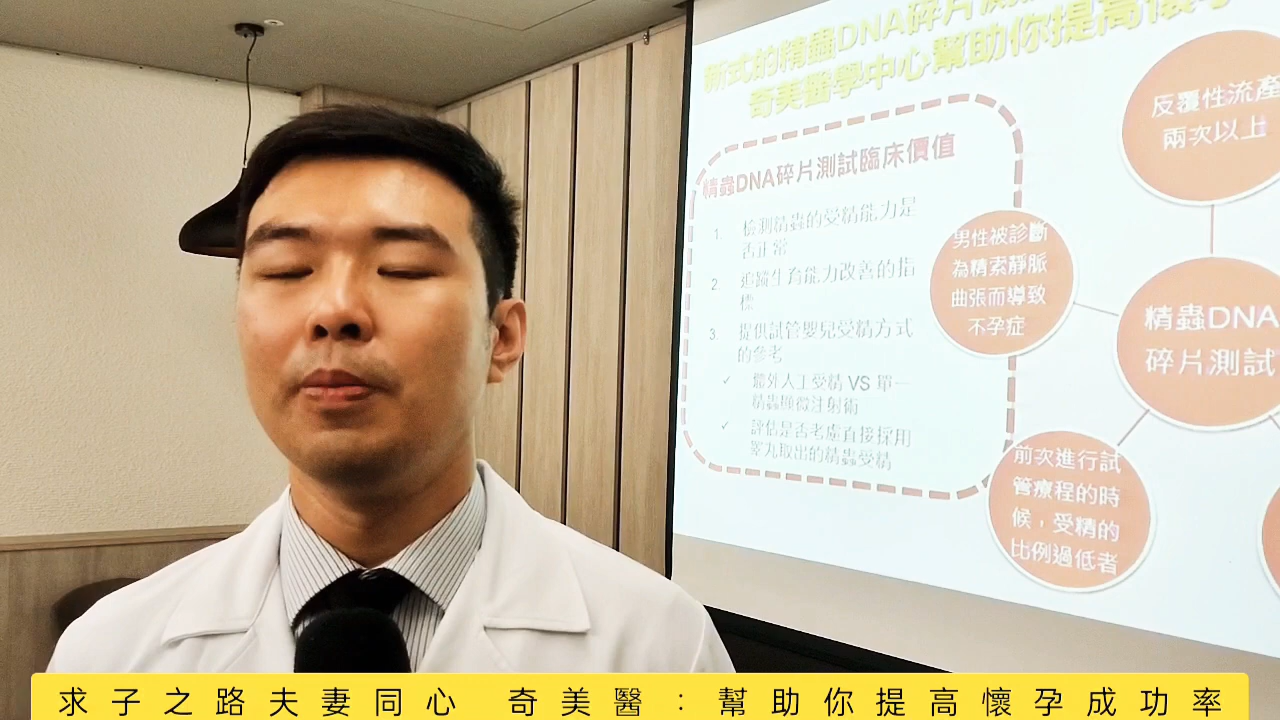 新式的精蟲DNA碎片測試
奇美醫學中心幫助你提高懷孕
精蟲DNA碎片測試臨床價值
1. 檢測精蟲的受精能力是
否正常
2. 追蹤生育能力改善的指
標
3. 提供試管嬰兒受精方式
的參考
✓ 體外人工受精 VS 單一
精蟲顯微注射術
✓ 評估是否考慮直接採用
睪丸取出的精蟲受精
反覆性流產
兩次以上
男性被診斷
為精索靜脈
曲張而導致
不孕症
精蟲DNA
碎片測試
前次進行試
管療程的時
候，受精的
比例過低者
求子之路夫妻同心 奇美醫：幫助你提高懷孕成功率